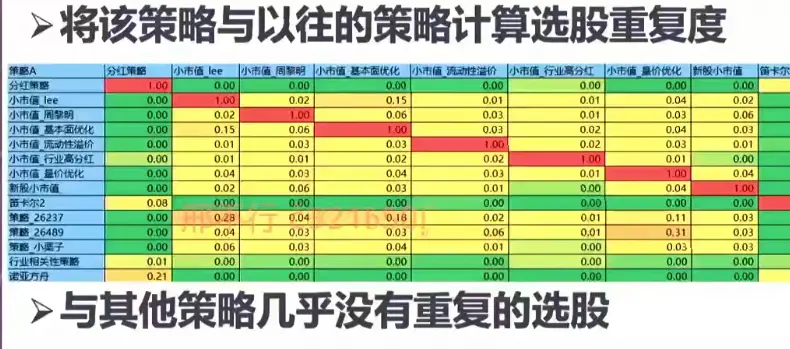 将该策略与以往的策略计算选股重复度
策略A 分红策略 小市值_lee 小市值_周黎明 小市值_基本面优化 小市值_流动性溢价 小市值_行业高分红 小市值_量价优化 新股小市值 笛卡尔
分红策略 1.00 0.00 0.00 0.00 0.00 0.00 0.00 0.00
小市值_lee 0.00 1.00 0.02 0.15 0.01 0.01 0.04 0.02
小市值_周黎明 0.00 0.02 1.00 0.06 0.03 0.01 0.03 0.06
小市值_基本面优化 0.00 0.15 0.06 1.00 0.03 0.02 0.04 0.03
小市值_流动性溢价 0.00 0.01 0.03 0.03 1.00 0.02 0.03 0.01
小市值_行业高分红 0.00 0.01 0.01 0.02 0.02 1.00 0.01 0.00
小市值_量价优化 0.00 0.04 0.03 0.04 0.03 0.01 1.00 0.04
新股小市值 0.00 0.02 0.06 0.03 0.01 0.00 0.04 1.00
笛卡尔2 0.08 0.00 0.00 0.00 0.00 0.00 0.00 0.00
策略_26237 0.00 0.28 0.04 0.18 0.02 0.01 0.11 0.03
策略_26489 0.00 0.04 0.03 0.04 0.06 0.01 0.31 0.03
策略_小栗子 0.00 0.06 0.03 0.04 0.01 0.01 0.03 0.03
行业相关性策略 0.01 0.00 0.00 0.00 0.00 0.00 0.00 0.00
诺亚方舟 0.21 0.00 0.00 0.00 0.00 0.00 0.00 0.00
与其他策略几乎没有重复的选股